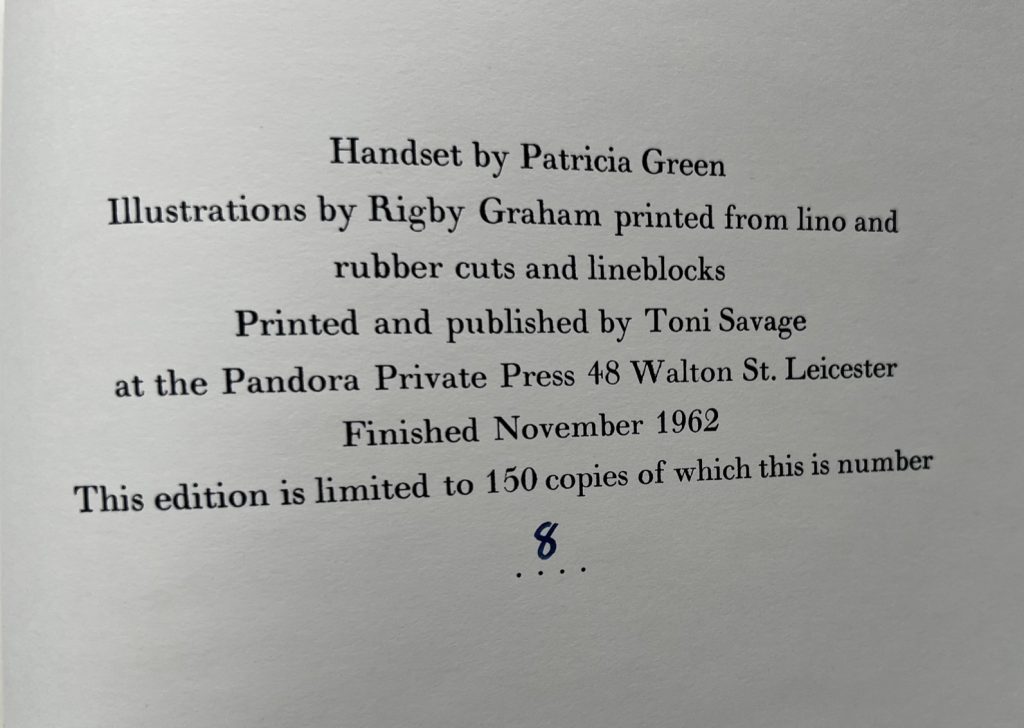 Handset by Patricia Green
Illustrations by Rigby Graham printed from lino and
rubber cuts and lineblocks
Printed and published by Toni Savage
at the Pandora Private Press 48 Walton St. Leicester
Finished November 1962
This edition is limited to 150 copies of which this is number
8
....